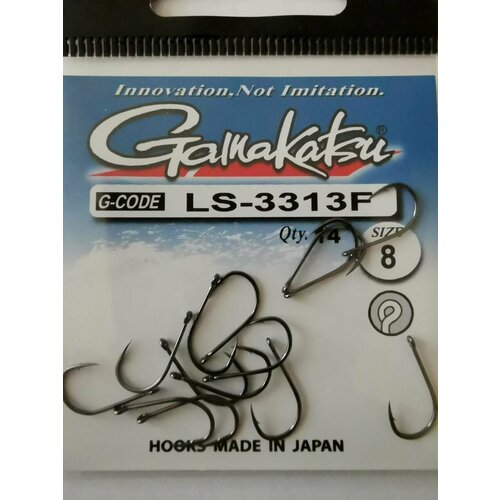 Innovation, Not Imitation.
Gamakatsu®
G-CODE LS-3313F
Qty. 14 SIZE 8
HOOKS MADE IN JAPAN